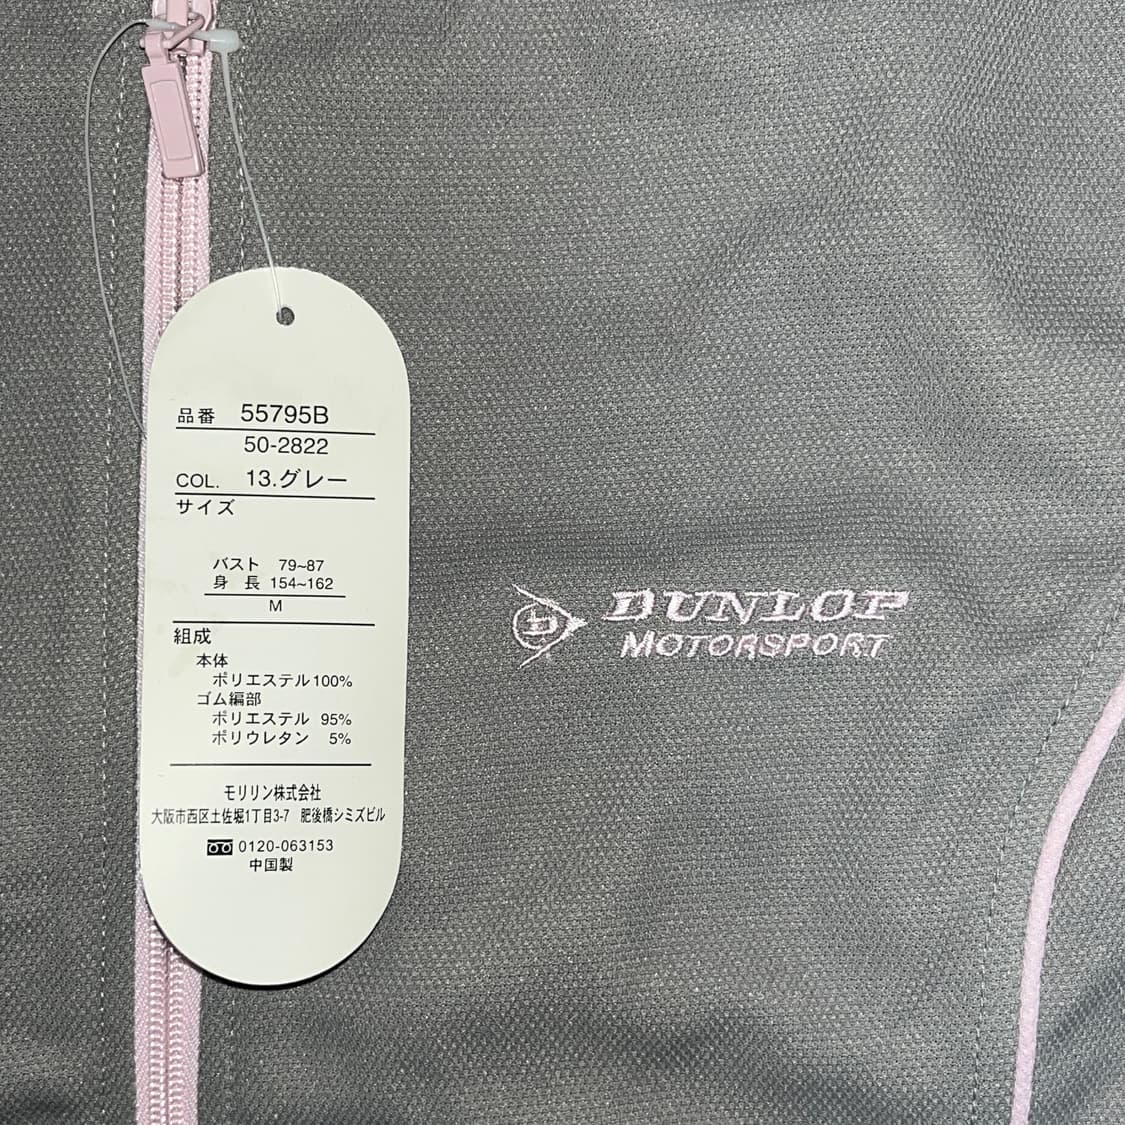 品番 55795B
50-2822
COL. 13.グレー
サイズ
バスト 79~87
身 長 154~162
M
組成
本体
ポリエステル100%
ゴム編部
ポリエステル 95%
ポリウレタン 5%
モリリン株式会社
大阪市西区土佐堀1丁目3-7 肥後橋シミズビル
0120-063153
中国製
D DUNLOP
MOTORSPORT